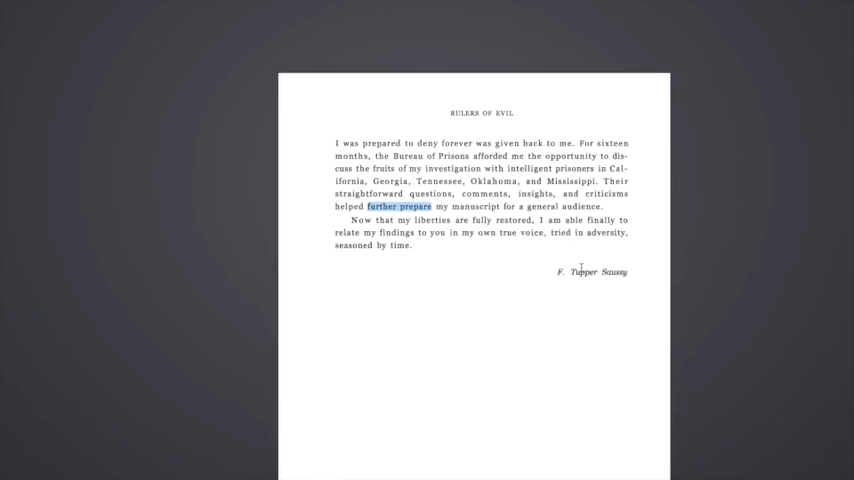 RULERS OF EVIL
I was prepared to deny forever was given back to me. For sixteen
months, the Bureau of Prisons afforded me the opportunity to dis-
cuss the fruits of my investigation with intelligent prisoners in Cal-
ifornia, Georgia, Tennessee, Oklahoma, and Mississippi. Their
straightforward questions, comments, insights, and criticisms
helped further prepare my manuscript for a general audience.
Now that my liberties are fully restored, I am able finally to
relate my findings to you in my own true voice, tried in adversity,
seasoned by time.
F. Tupper Saussy